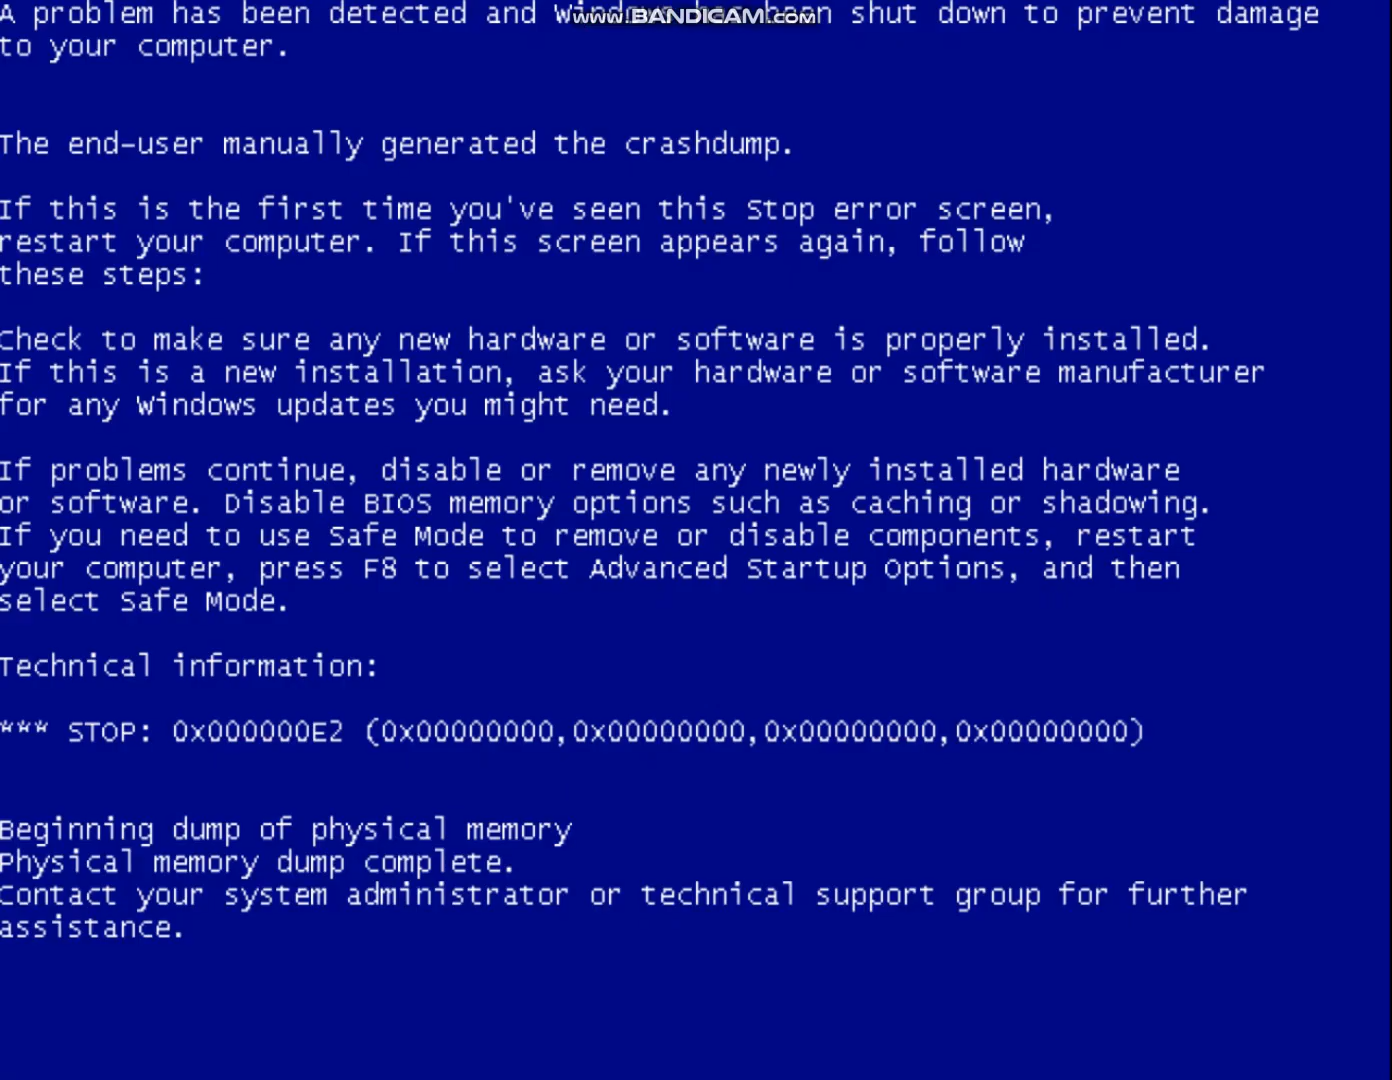 A problem has been detected and Windows has been shut down to prevent damage
www.BANDICAM.com
to your computer.
The end-user manually generated the crashdump.
If this is the first time you've seen this Stop error screen,
restart your computer. If this screen appears again, follow
these steps:
Check to make sure any new hardware or software is properly installed.
If this is a new installation, ask your hardware or software manufacturer
for any Windows updates you might need.
If problems continue, disable or remove any newly installed hardware
or software. Disable BIOS memory options such as caching or shadowing.
If you need to use Safe Mode to remove or disable components, restart
your computer, press F8 to select Advanced Startup Options, and then
select Safe Mode.
Technical information:
*** STOP: 0x000000E2 (0x00000000,0x00000000,0x00000000,0x00000000)
Beginning dump of physical memory
Physical memory dump complete.
Contact your system administrator or technical support group for further
assistance.